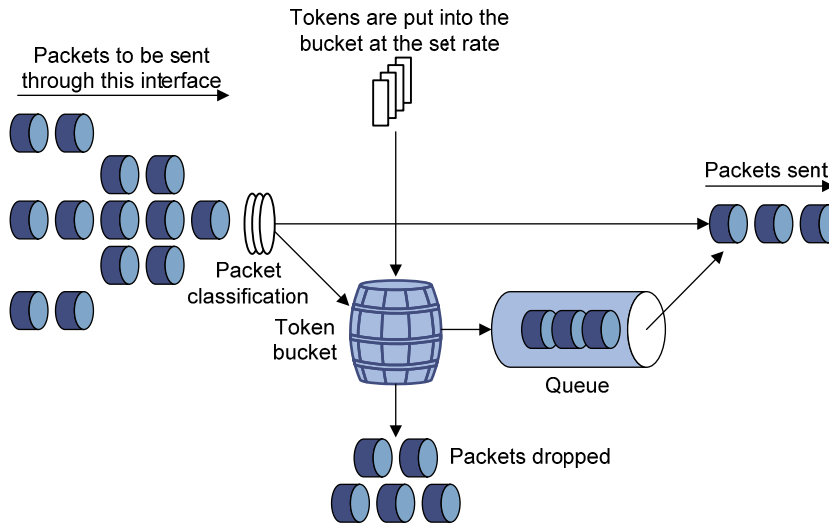 Tokens are put into the
bucket at the set rate
Packets to be sent
through this interface
Packets sent
Packet
classification
Token
bucket
Queue
Packets dropped